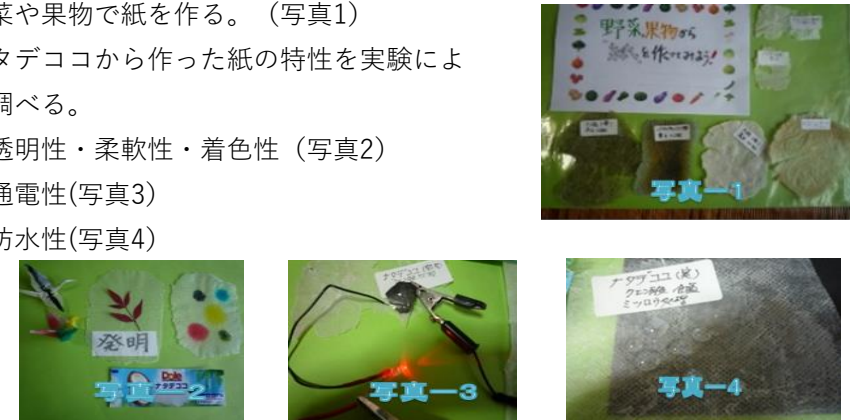 菜や果物で紙を作る。（写真1）
タデココから作った紙の特性を実験によ
調べる。
透明性・柔軟性・着色性（写真2）
通電性(写真3)
防水性(写真4)
野菜果物から
"紙"を作ってみよう!
写真－1
発明
Dole
ナタデココ
写真－2
写真－3
ナタデココ(炭)
写真－4